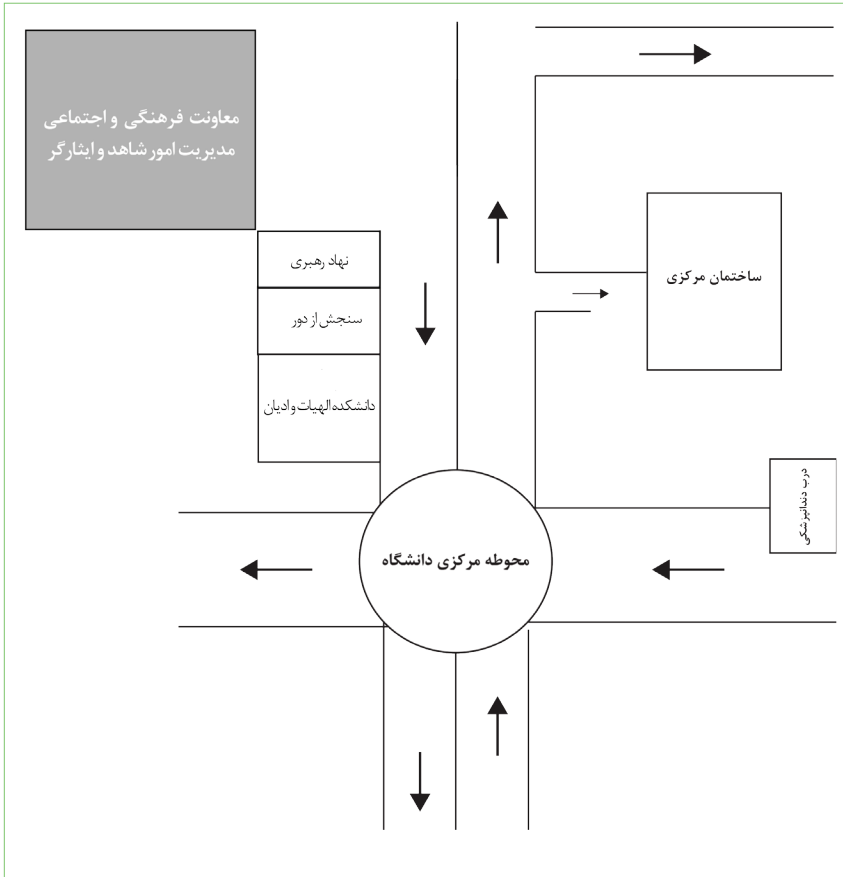 معاونت فرهنگی و اجتماعی
مدیریت امور شاهد و ایثارگر
نهاد رهبری
سنجش از دور
دانشکده الهیات و ادیان
ساختمان مرکزی
درب دندانپزشکی
محوطه مرکزی دانشگاه